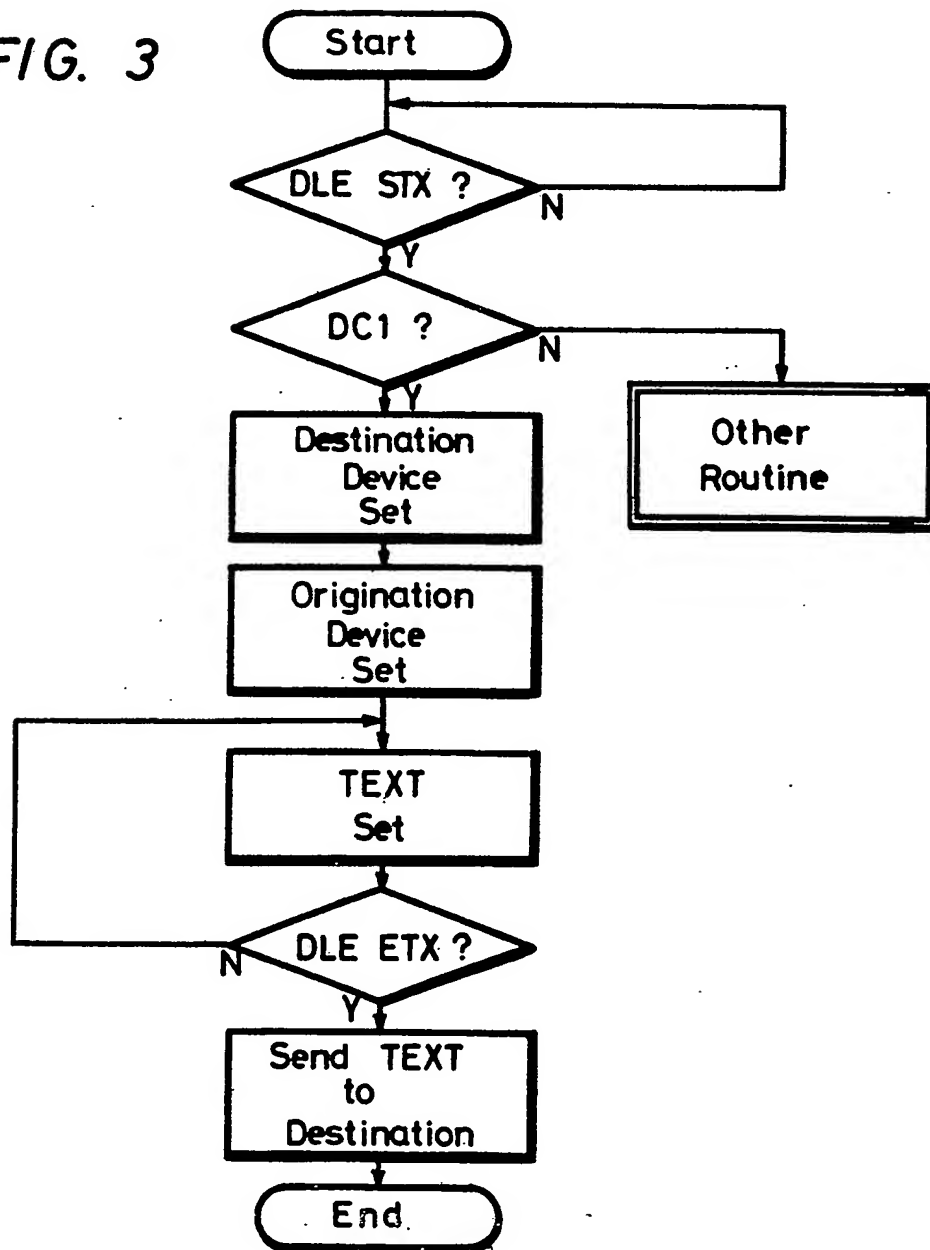 FIG. 3
Start
DLE STX ?
N
Y
DC1 ?
N
Y
Other
Routine
Destination
Device
Set
Origination
Device
Set
TEXT
Set
DLE ETX ?
N
Y
Send TEXT
to
Destination
End